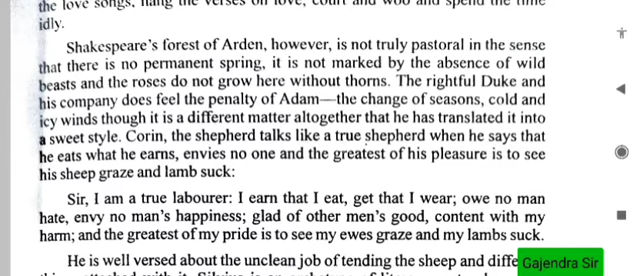 the love songs, hang the verses on love, court and woo and spend the time
idly.
Shakespeare's forest of Arden, however, is not truly pastoral in the sense
that there is no permanent spring, it is not marked by the absence of wild
beasts and the roses do not grow here without thorns. The rightful Duke and
his company does feel the penalty of Adam—the change of seasons, cold and
icy winds though it is a different matter altogether that he has translated it into
a sweet style. Corin, the shepherd talks like a true shepherd when he says that
he eats what he earns, envies no one and the greatest of his pleasure is to see
his sheep graze and lamb suck:
Sir, I am a true labourer: I earn that I eat, get that I wear; owe no man
hate, envy no man's happiness; glad of other men's good, content with my
harm; and the greatest of my pride is to see my ewes graze and my lambs suck.
He is well versed about the unclean job of tending the sheep and diffe
Gajendra Sir